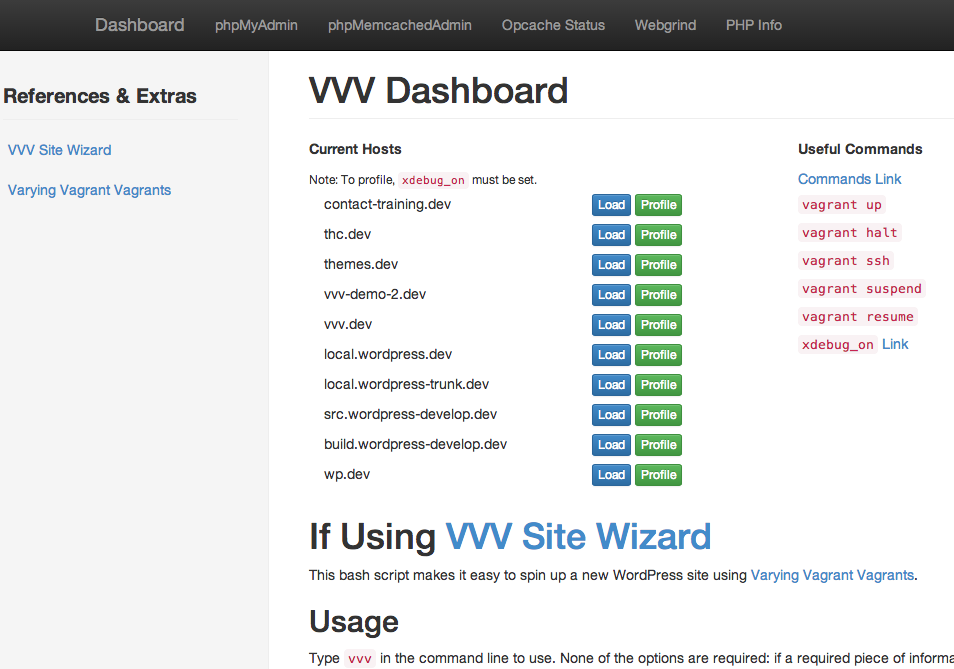 Dashboard phpMyAdmin phpMemcachedAdmin Opcache Status Webgrind PHP Info
References & Extras
VVV Site Wizard
Varying Vagrant Vagrants
VVV Dashboard
Current Hosts
Note: To profile, xdebug_on must be set.
contact-training.dev Load Profile
thc.dev Load Profile
themes.dev Load Profile
vvv-demo-2.dev Load Profile
vvv.dev Load Profile
local.wordpress.dev Load Profile
local.wordpress-trunk.dev Load Profile
src.wordpress-develop.dev Load Profile
build.wordpress-develop.dev Load Profile
wp.dev Load Profile
Useful Commands
Commands Link
vagrant up
vagrant halt
vagrant ssh
vagrant suspend
vagrant resume
xdebug_on Link
If Using VVV Site Wizard
This bash script makes it easy to spin up a new WordPress site using Varying Vagrant Vagrants.
Usage
Type vvv in the command line to use. None of the options are required: if a required piece of informa